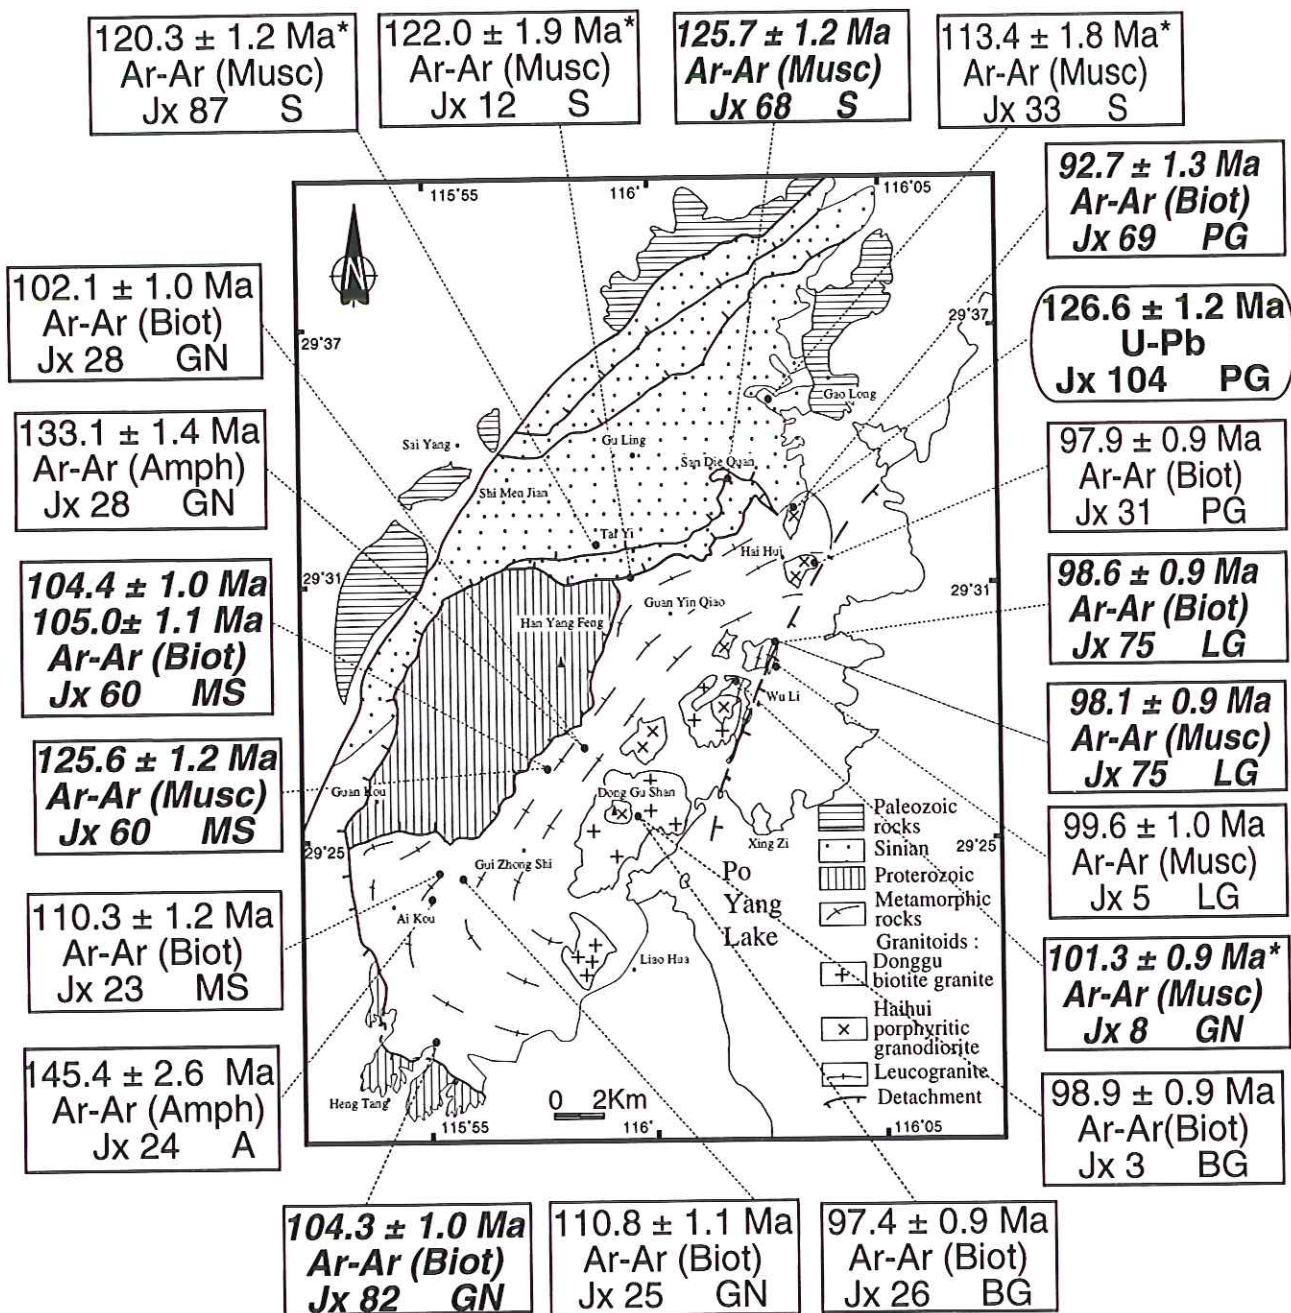 120.3 ± 1.2 Ma*
Ar-Ar (Musc)
Jx 87 S
122.0 ± 1.9 Ma*
Ar-Ar (Musc)
Jx 12 S
125.7 ± 1.2 Ma
Ar-Ar (Musc)
Jx 68 S
113.4 ± 1.8 Ma*
Ar-Ar (Musc)
Jx 33 S
92.7 ± 1.3 Ma
Ar-Ar (Biot)
Jx 69 PG
126.6 ± 1.2 Ma
U-Pb
Jx 104 PG
97.9 ± 0.9 Ma
Ar-Ar (Biot)
Jx 31 PG
98.6 ± 0.9 Ma
Ar-Ar (Biot)
Jx 75 LG
98.1 ± 0.9 Ma
Ar-Ar (Musc)
Jx 75 LG
99.6 ± 1.0 Ma
Ar-Ar (Musc)
Jx 5 LG
101.3 ± 0.9 Ma*
Ar-Ar (Musc)
Jx 8 GN
98.9 ± 0.9 Ma
Ar-Ar(Biot)
Jx 3 BG
102.1 ± 1.0 Ma
Ar-Ar (Biot)
Jx 28 GN
133.1 ± 1.4 Ma
Ar-Ar (Amph)
Jx 28 GN
104.4 ± 1.0 Ma
105.0± 1.1 Ma
Ar-Ar (Biot)
Jx 60 MS
125.6 ± 1.2 Ma
Ar-Ar (Musc)
Jx 60 MS
110.3 ± 1.2 Ma
Ar-Ar (Biot)
Jx 23 MS
145.4 ± 2.6 Ma
Ar-Ar (Amph)
Jx 24 A
104.3 ± 1.0 Ma
Ar-Ar (Biot)
Jx 82 GN
110.8 ± 1.1 Ma
Ar-Ar (Biot)
Jx 25 GN
97.4 ± 0.9 Ma
Ar-Ar (Biot)
Jx 26 BG
115°55
116°
116°05
N
29°37
29°37
Gao Long
Sai Yang
Gu Ling
San Die Quan
Shi Men Jian
Tai Yi
Hai Hui
29°31
29°31
Guan Yin Qiao
Han Yang Feng
Wu Li
Guan Kou
Dong Gu Shan
Xing Zi
29°25
29°25
Gui Zhong Shi
Ai Kou
Po
Yang
Lake
Liao Hua
Heng Tang
Paleozoic
rocks
Sinian
Proterozoic
Metamorphic
rocks
Granitoids :
Donggu
biotite granite
Haihui
porphyritic
granodiorite
Leucogranite
Detachment
0 2Km
115°55
116°
116°05